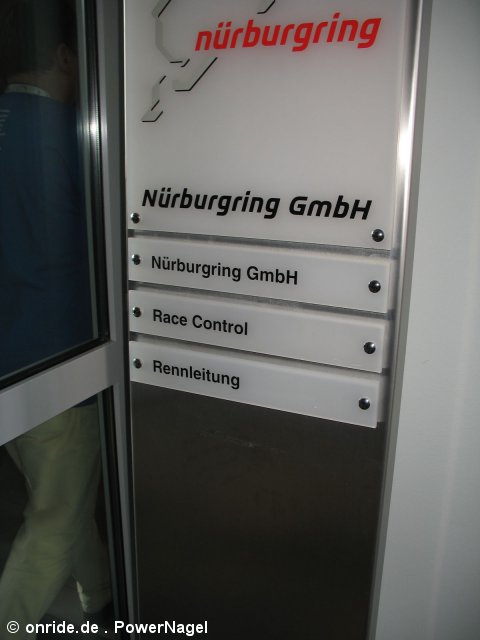 nürburgring
Nürburgring GmbH
Nürburgring GmbH
Race Control
Rennleitung
© onride.de . PowerNagel